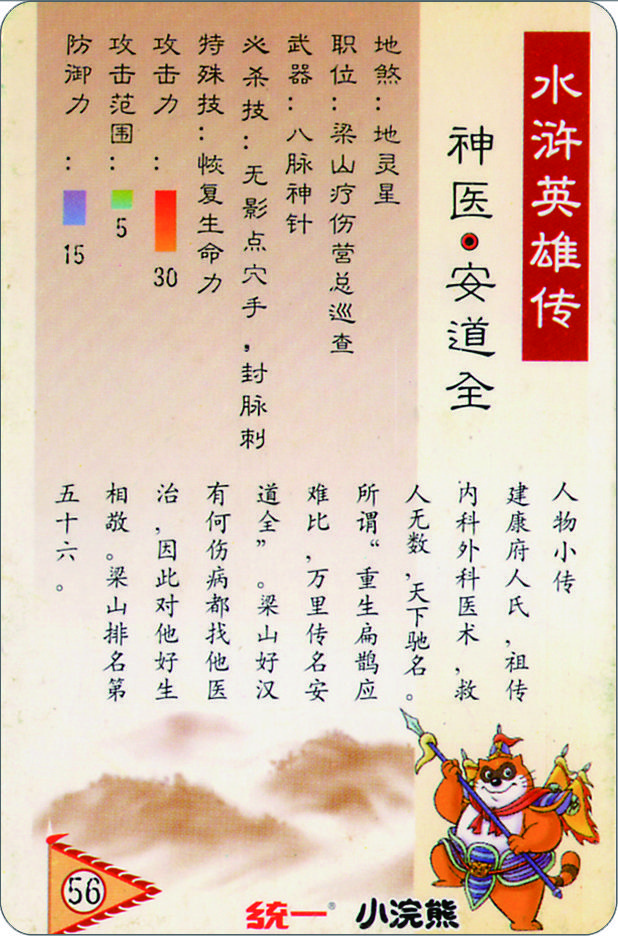 水浒英雄传
神医·安道全
地煞：地灵星
职位：梁山疗伤营总巡查
武器：八脉神针
必杀技：无影点穴手，封脉刺
特殊技：恢复生命力
攻击力：
30
攻击范围：
5
防御力：
15
人物小传
建康府人氏，祖传
内科外科医术，救
人无数，天下驰名。
所谓“重生扁鹊应
难比，万里传名安
道全”。梁山好汉
有何伤病都找他医
治，因此对他好生
相敬。梁山排名第
五十六。
56
统一® 小浣熊